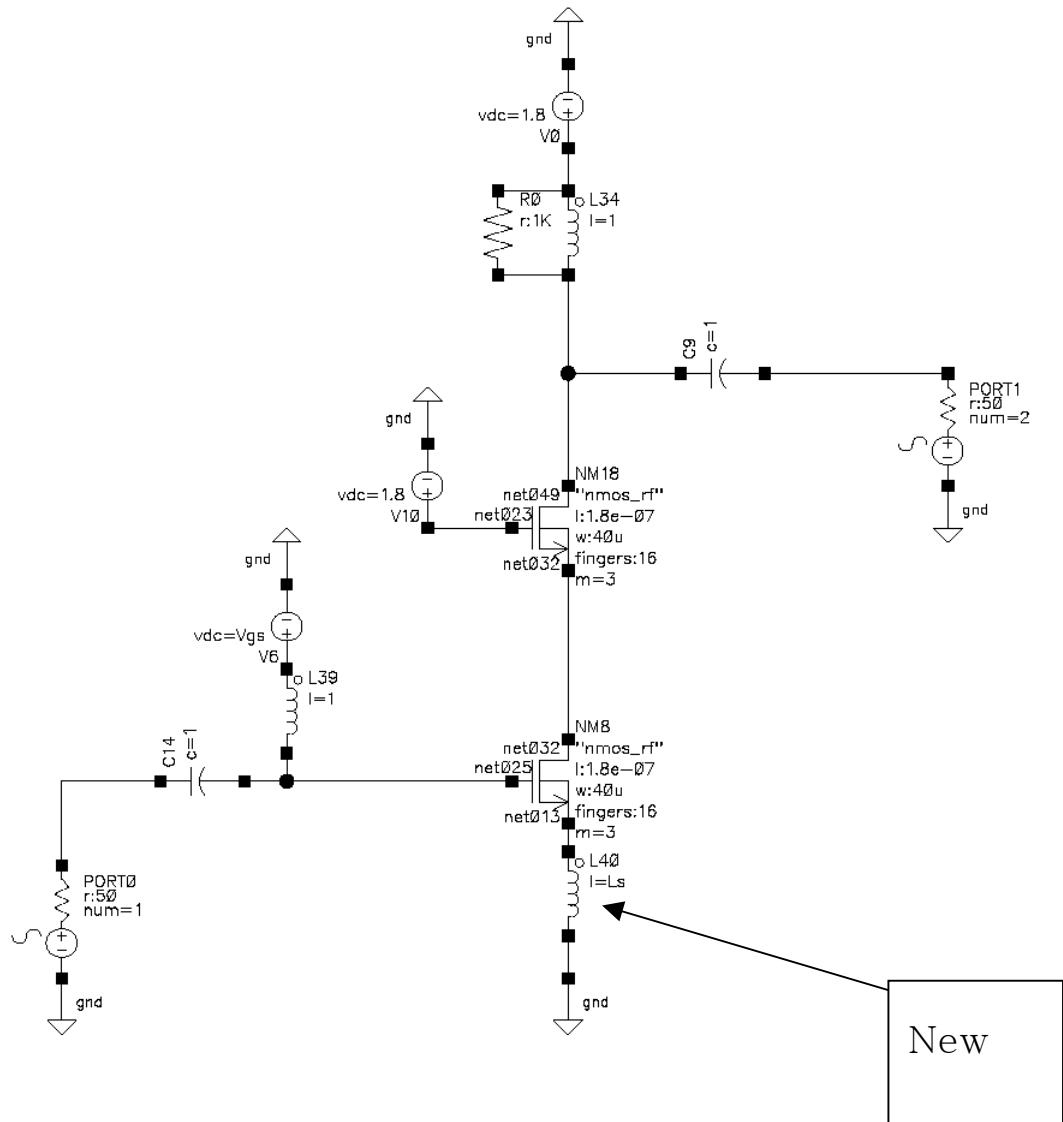 gnd
vdc=1.8
V0
R0
r:1K
L34
l=1
C9
c=1
PORT1
r:50
num=2
gnd
gnd
vdc=1.8
V10
NM18
net049
"nmos_rf"
net023
l:1.8e-07
w:40u
net032
fingers:16
m=3
gnd
vdc=Vgs
V6
L39
l=1
C14
c=1
NM8
net032
"nmos_rf"
net025
l:1.8e-07
w:40u
net013
fingers:16
m=3
L40
l=Ls
PORT0
r:50
num=1
gnd
gnd
New